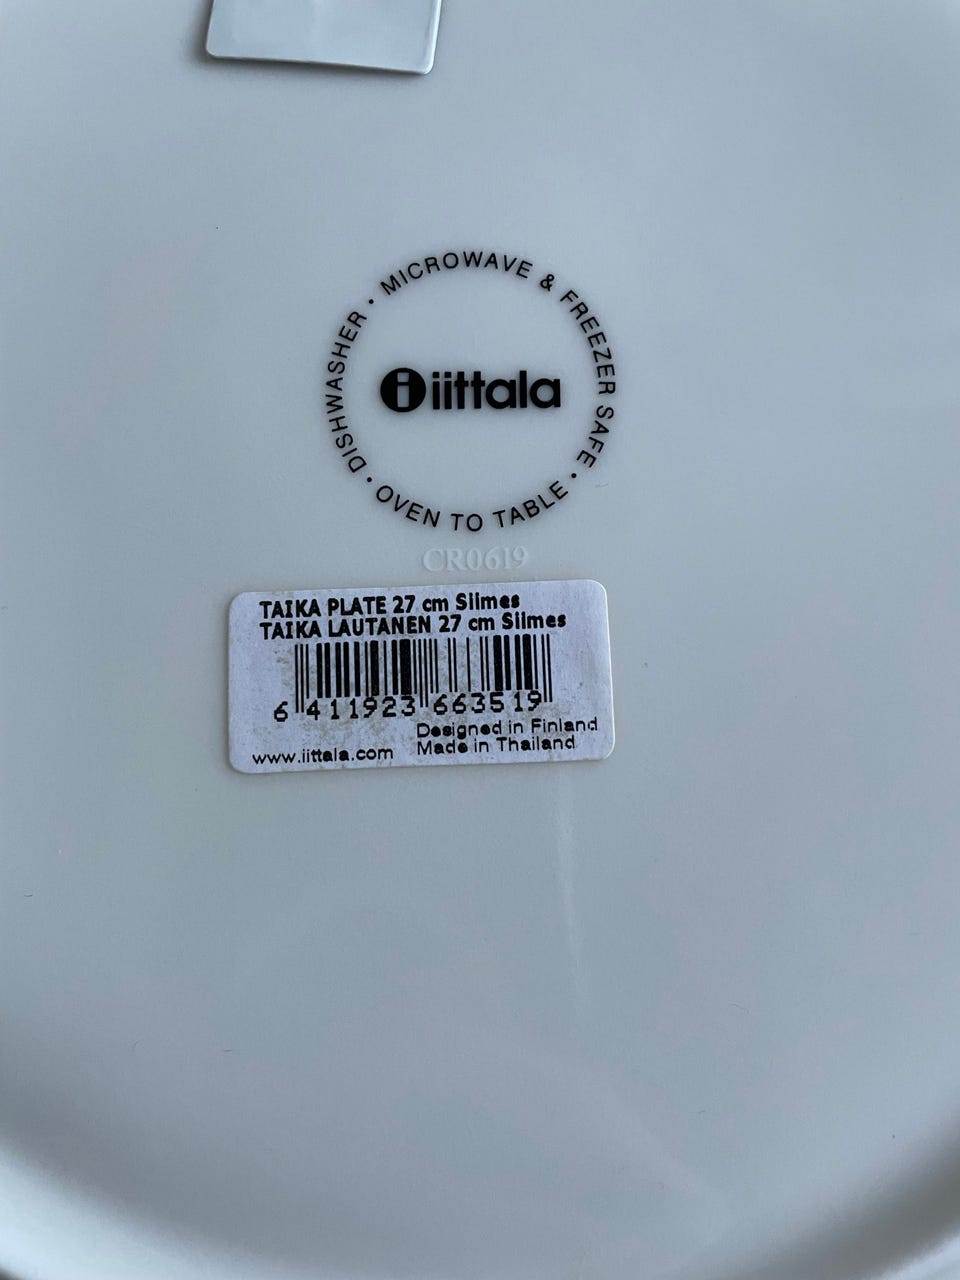 DISHWASHER • MICROWAVE & FREEZER SAFE • OVEN TO TABLE •
iittala
CR0619
TAIKA PLATE 27 cm Siimes
TAIKA LAUTANEN 27 cm Siimes
6 411923 663519
Designed in Finland
www.iittala.com Made in Thailand